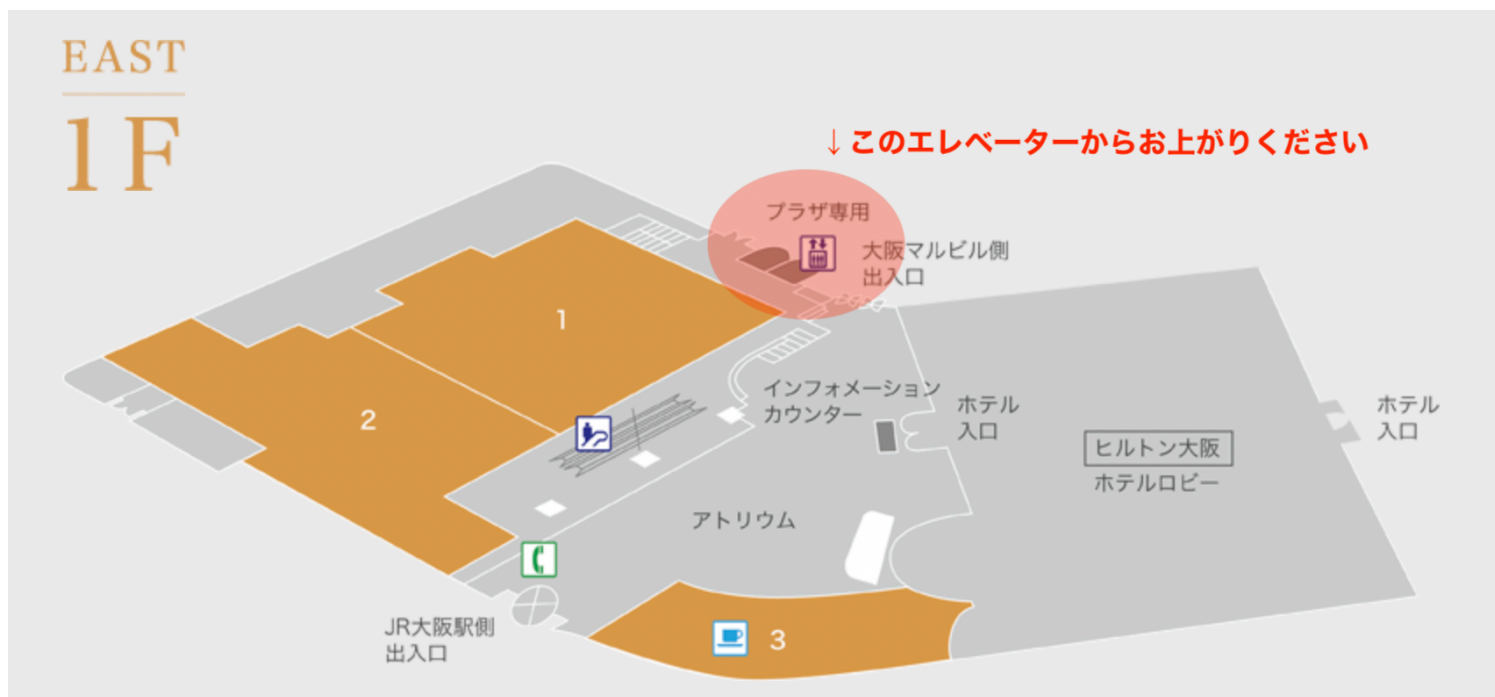 EAST
1F
↓このエレベーターからお上がりください
プラザ専用
大阪マルビル側
出入口
1
2
インフォメーション
カウンター
ホテル
入口
ホテル
入口
ヒルトン大阪
ホテルロビー
アトリウム
JR大阪駅側
出入口
3